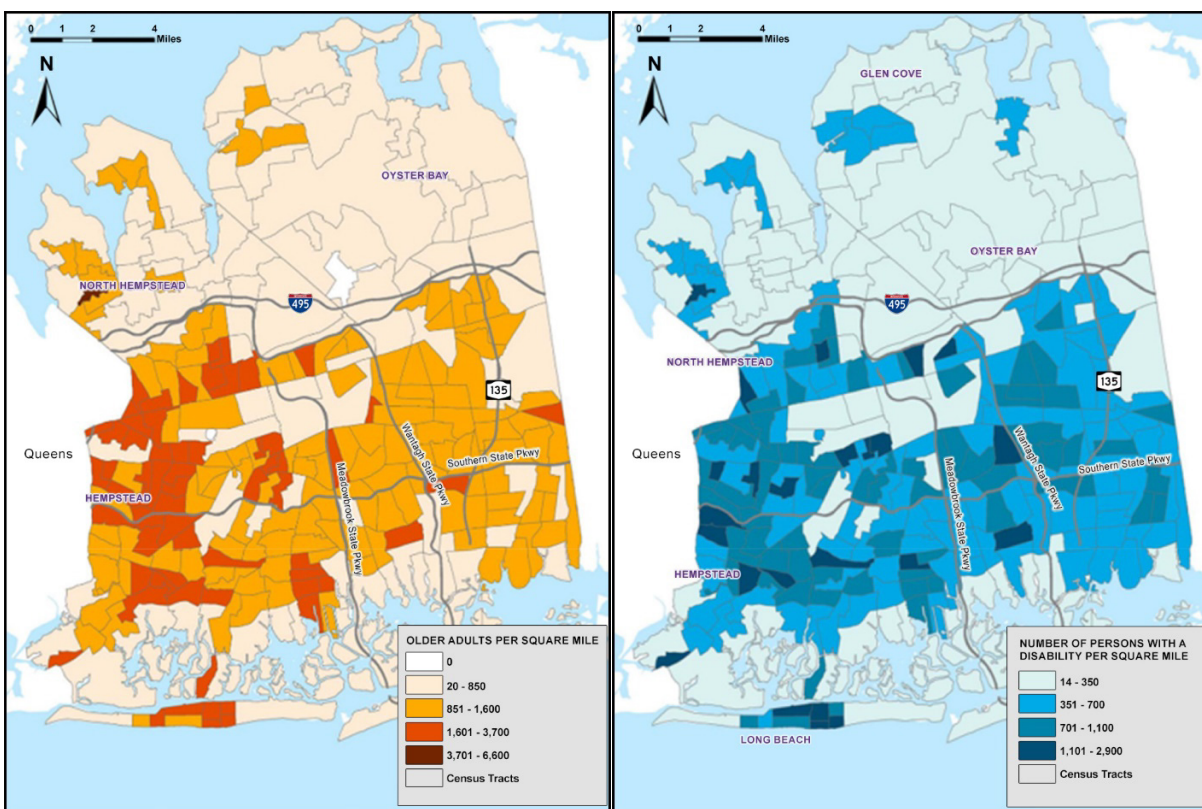 0 1 2 4
Miles
N
OYSTER BAY
NORTH HEMPSTEAD
495
135
Queens
Wantagh State Pkwy
Southern State Pkwy
HEMPSTEAD
Meadowbrook State Pkwy
OLDER ADULTS PER SQUARE MILE
0
20 - 850
851 - 1,600
1,601 - 3,700
3,701 - 6,600
Census Tracts
0 1 2 4
Miles
N
GLEN COVE
OYSTER BAY
495
NORTH HEMPSTEAD
135
Queens
Wantagh State Pkwy
Southern State Pkwy
HEMPSTEAD
Meadowbrook State Pkwy
LONG BEACH
NUMBER OF PERSONS WITH A
DISABILITY PER SQUARE MILE
14 - 350
351 - 700
701 - 1,100
1,101 - 2,900
Census Tracts